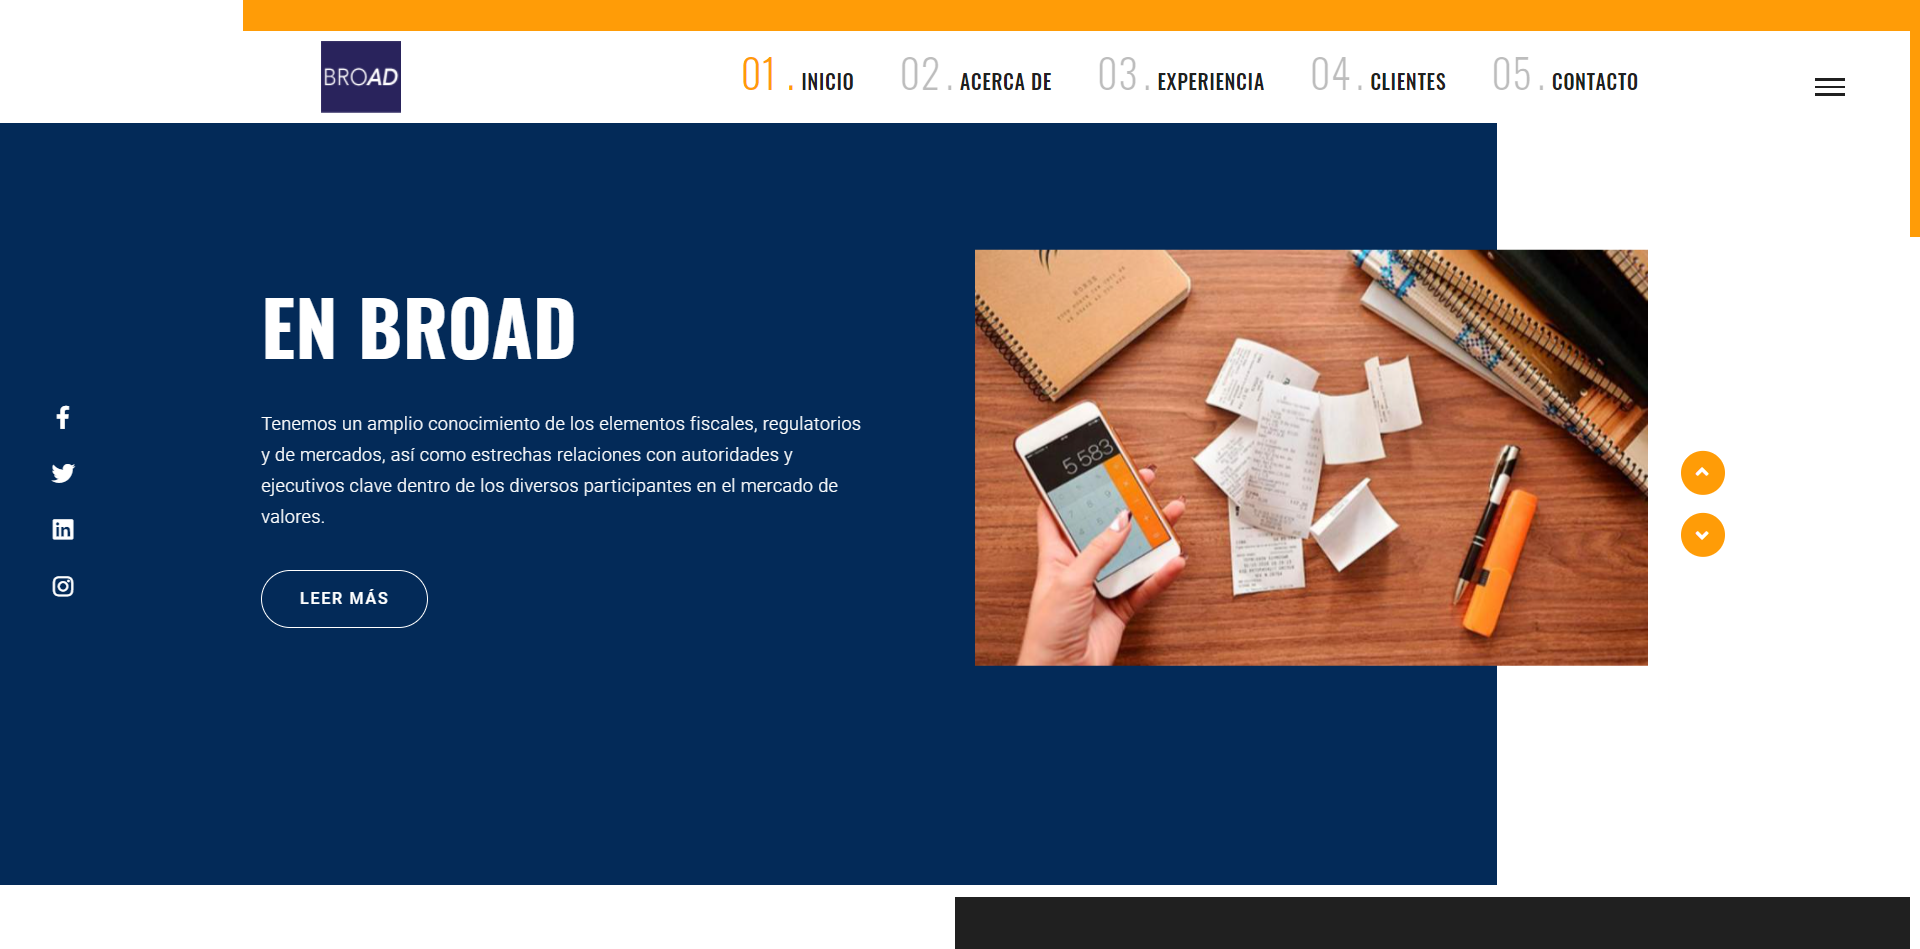 BROAD
01 . INICIO
02 . ACERCA DE
03 . EXPERIENCIA
04 . CLIENTES
05 . CONTACTO
EN BROAD
Tenemos un amplio conocimiento de los elementos fiscales, regulatorios
y de mercados, así como estrechas relaciones con autoridades y
ejecutivos clave dentro de los diversos participantes en el mercado de
valores.
LEER MÁS
5 583